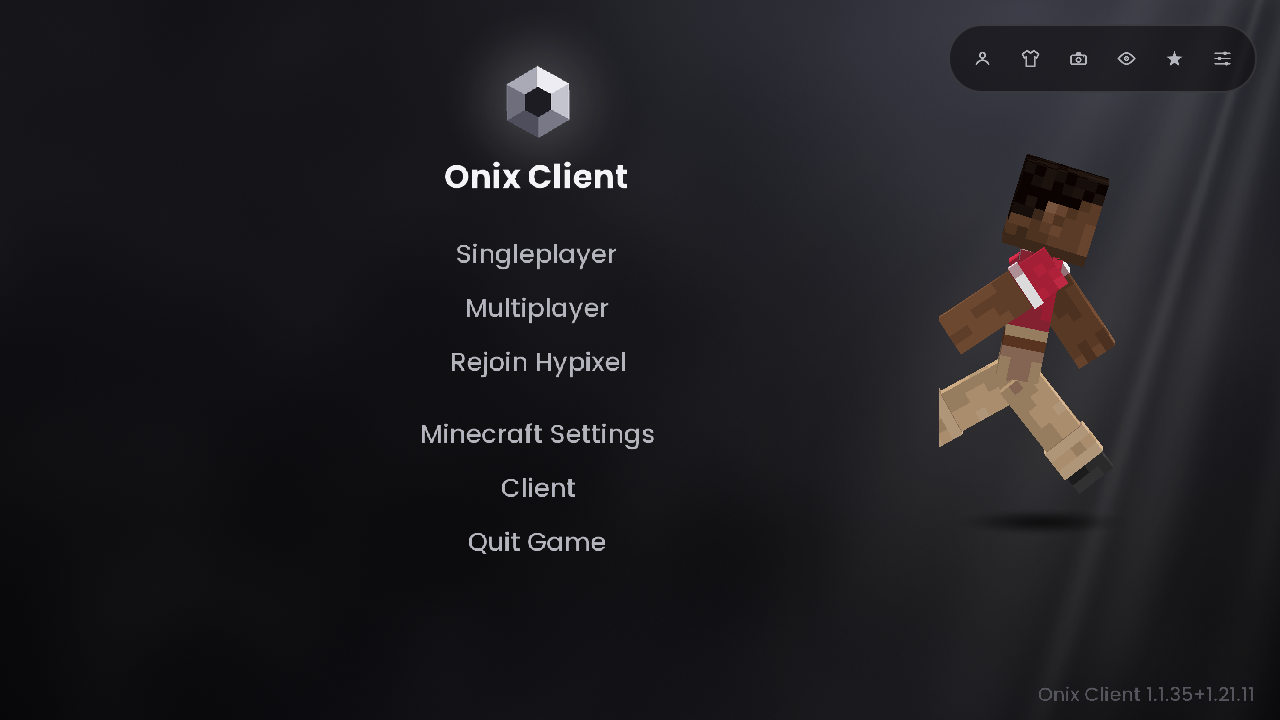 Onix Client
Singleplayer
Multiplayer
Rejoin Hypixel
Minecraft Settings
Client
Quit Game
Onix Client 1.1.35+1.21.11